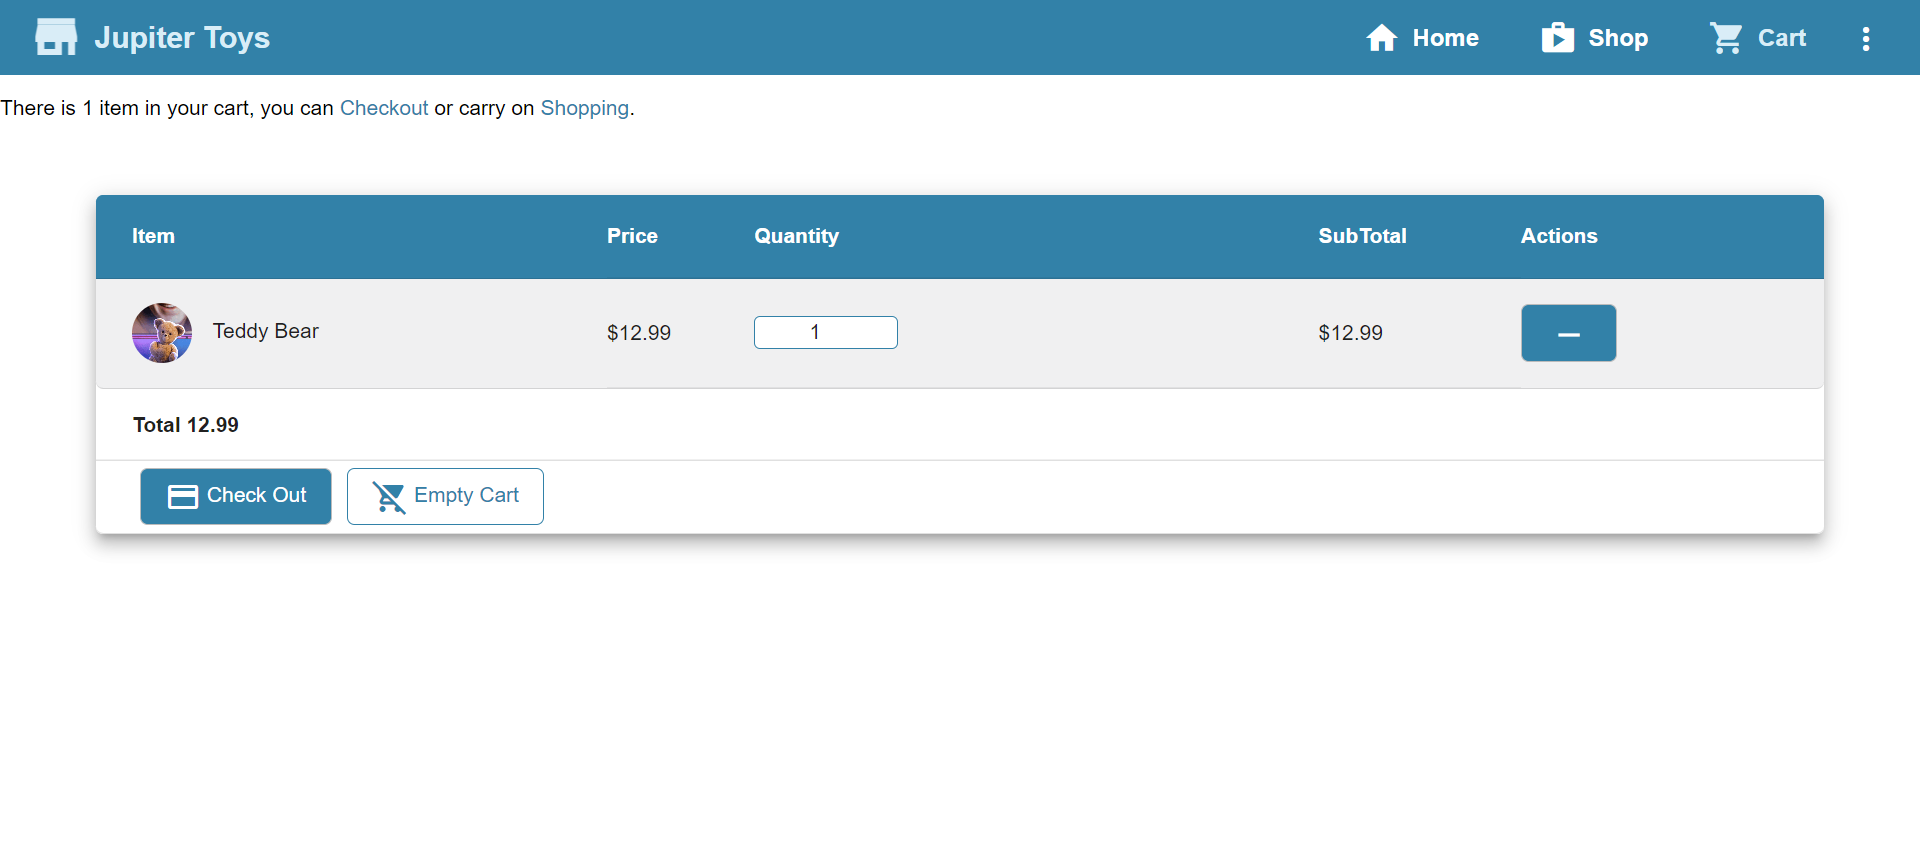 Jupiter Toys Home Shop Cart
There is 1 item in your cart, you can Checkout or carry on Shopping.
Item Price Quantity SubTotal Actions
Teddy Bear $12.99 1 $12.99
Total 12.99
Check Out Empty Cart